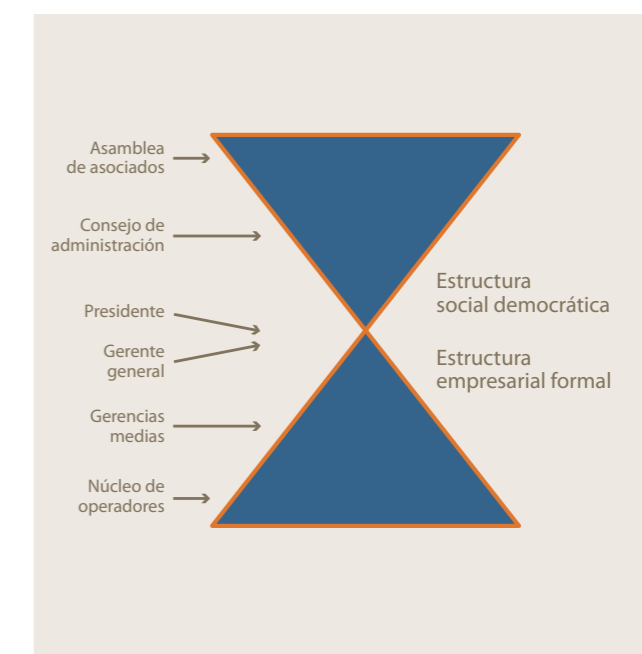 Asamblea
de asociados
Consejo de
administración
Presidente
Gerente
general
Gerencias
medias
Núcleo de
operadores
Estructura
social democrática
Estructura
empresarial formal